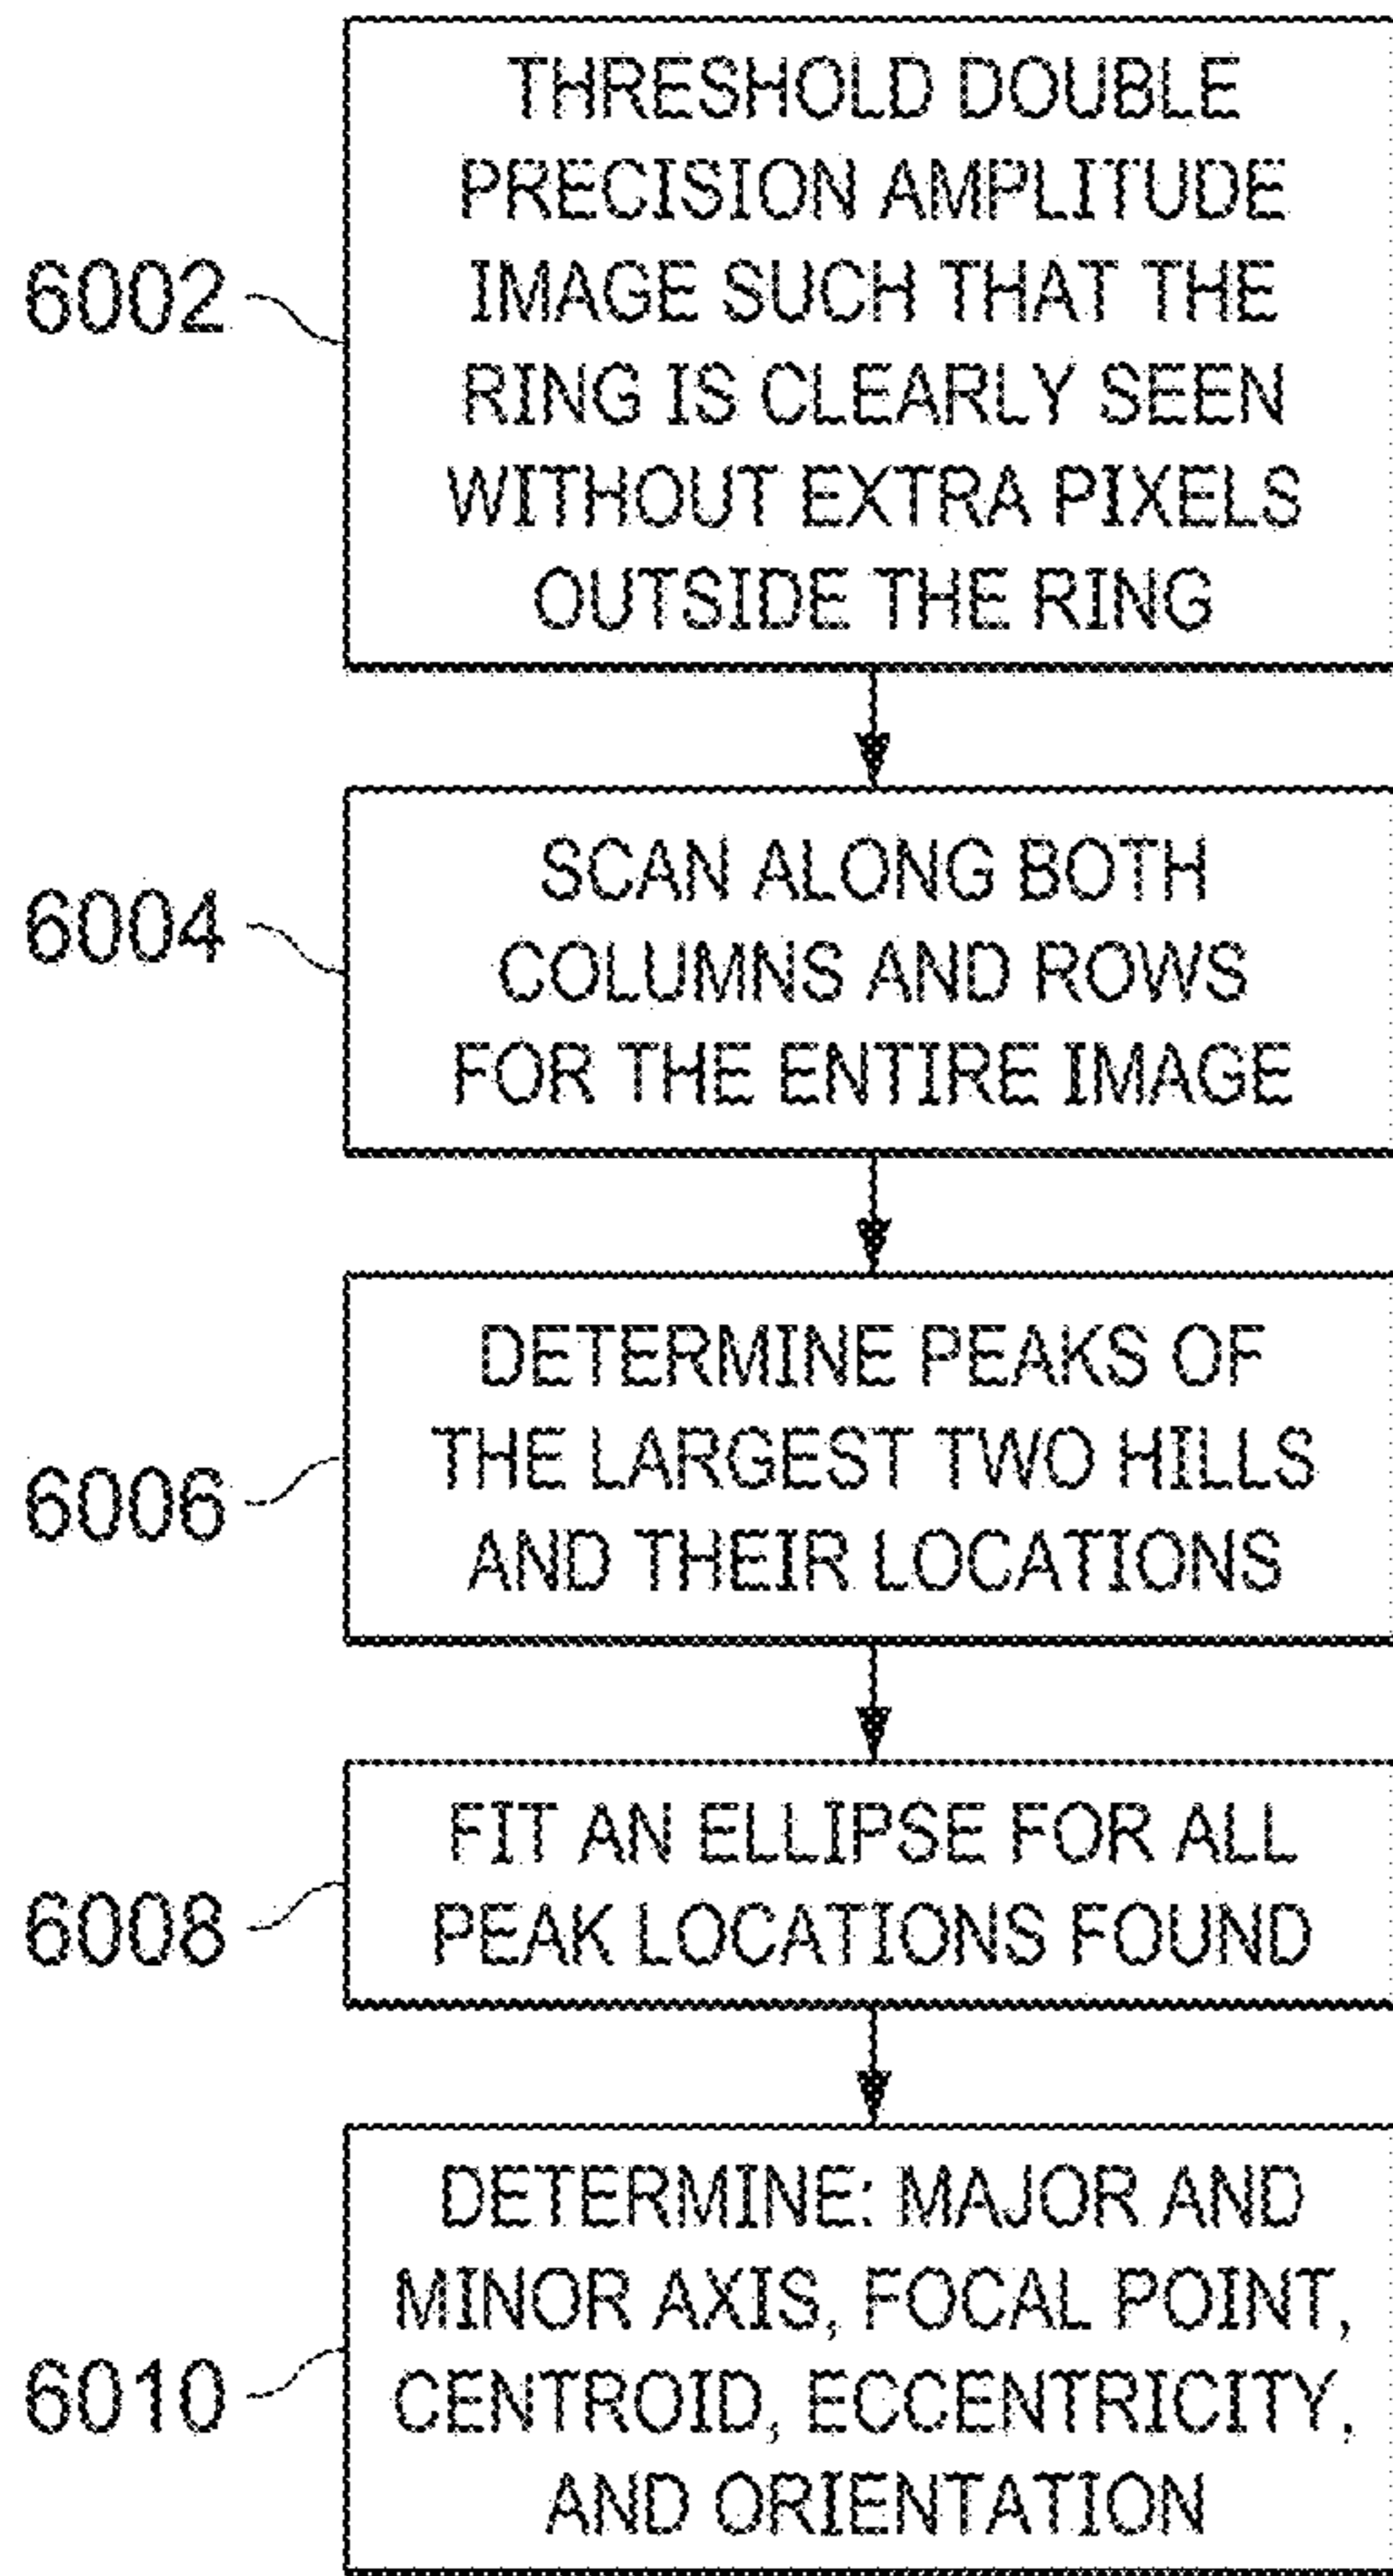 THRESHOLD DOUBLE
PRECISION AMPLITUDE
IMAGE SUCH THAT THE
RING IS CLEARLY SEEN
WITHOUT EXTRA PIXELS
OUTSIDE THE RING
6002
SCAN ALONG BOTH
COLUMNS AND ROWS
FOR THE ENTIRE IMAGE
6004
DETERMINE PEAKS OF
THE LARGEST TWO HILLS
AND THEIR LOCATIONS
6006
FIT AN ELLIPSE FOR ALL
PEAK LOCATIONS FOUND
6008
DETERMINE: MAJOR AND
MINOR AXIS, FOCAL POINT,
CENTROID, ECCENTRICITY,
AND ORIENTATION
6010